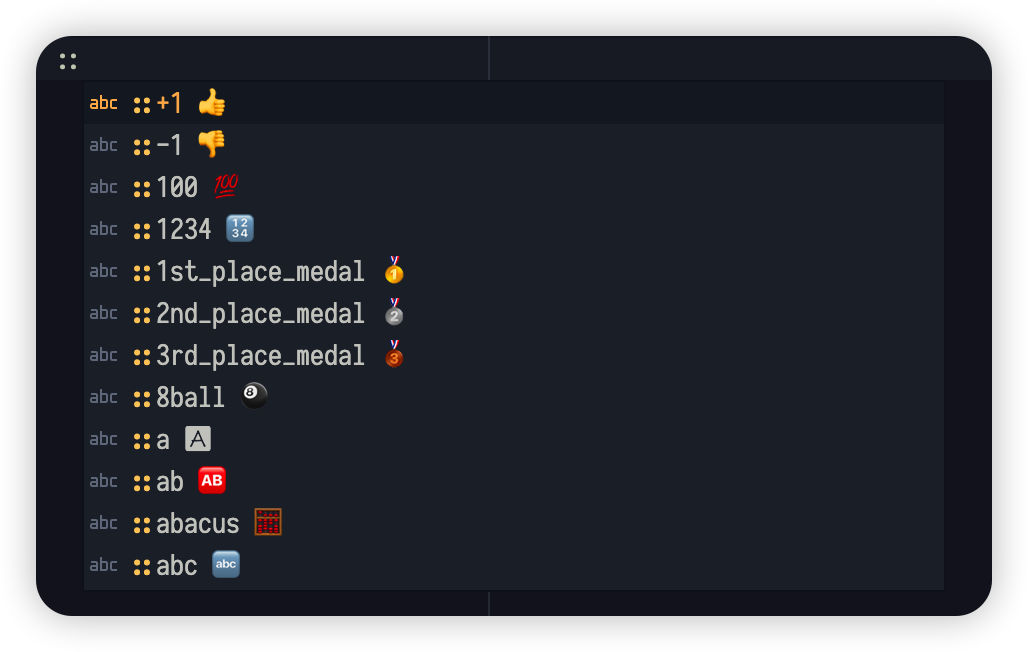 ::
abc ::+1 👍
abc ::-1 👎
abc ::100 💯
abc ::1234 🔢
abc ::1st_place_medal 🥇
abc ::2nd_place_medal 🥈
abc ::3rd_place_medal 🥉
abc ::8ball 🎱
abc ::a 🅰
abc ::ab 🆎
abc ::abacus 🧮
abc ::abc 🔤